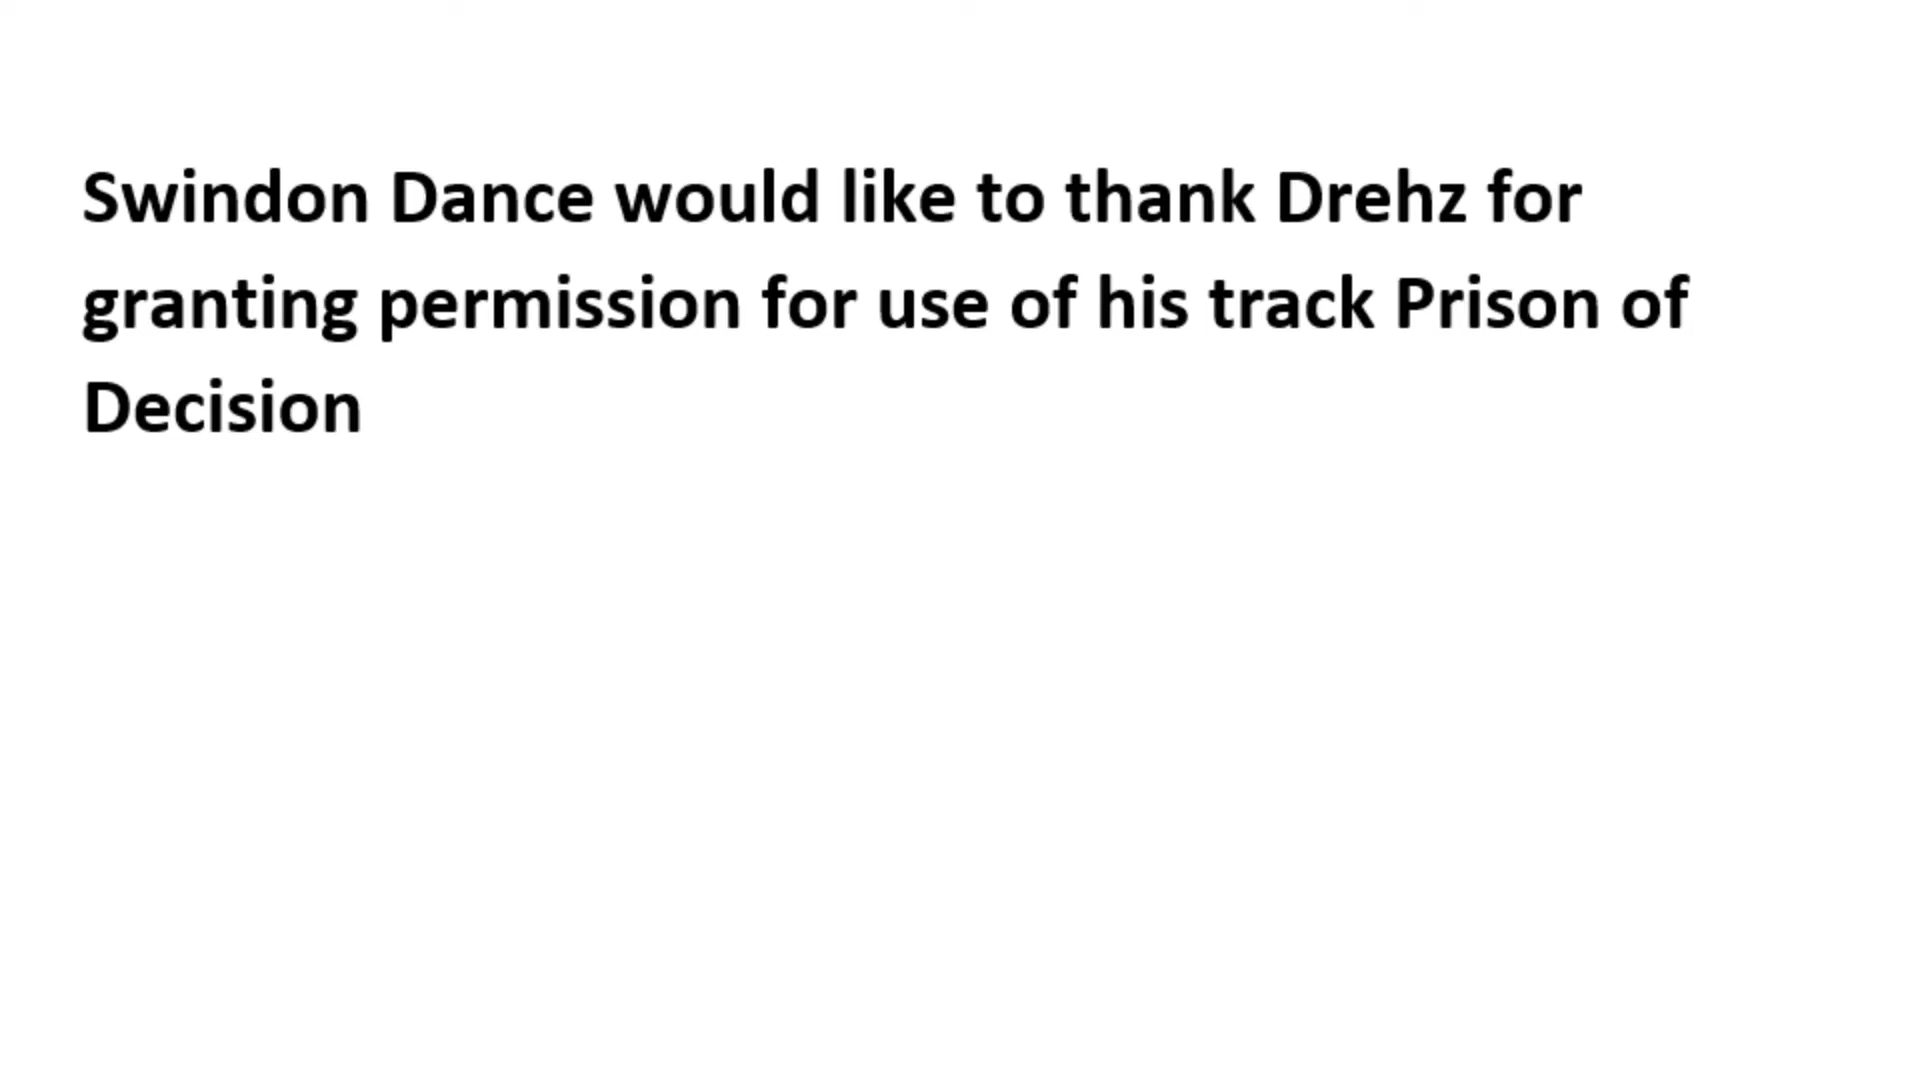 Swindon Dance would like to thank Drehz for
granting permission for use of his track Prison of
Decision